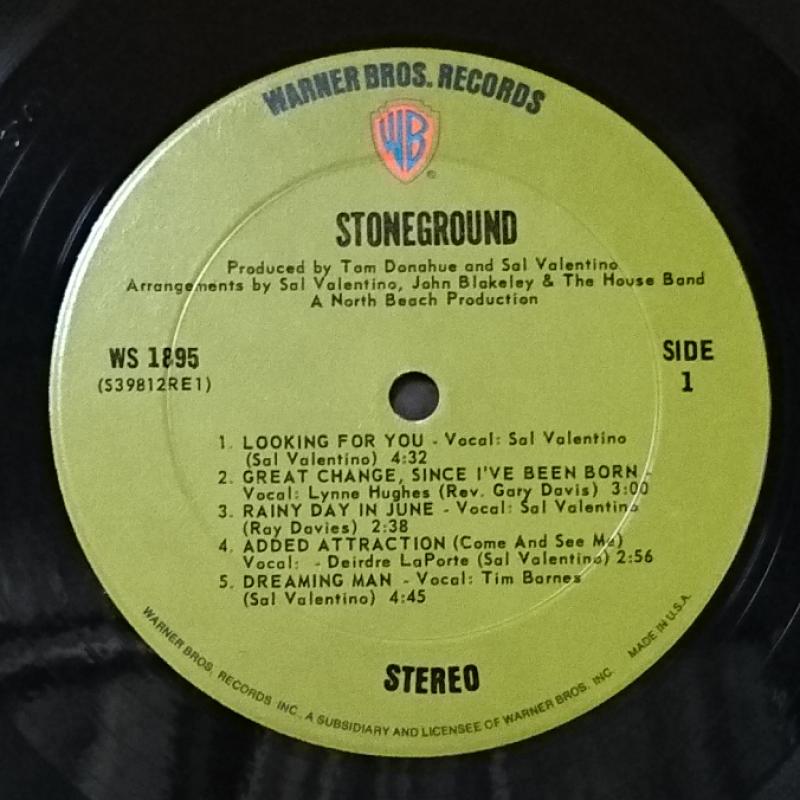 WARNER BROS. RECORDS
WB
®
STONEGROUND
Produced by Tom Donahue and Sal Valentino
Arrangements by Sal Valentino, John Blakeley & The House Band
A North Beach Production
WS 1895
(S39812RE1)
SIDE
1
1. LOOKING FOR YOU - Vocal: Sal Valentino
(Sal Valentino) 4:32
2. GREAT CHANGE, SINCE I'VE BEEN BORN -
Vocal: Lynne Hughes (Rev. Gary Davis) 3:00
3. RAINY DAY IN JUNE - Vocal: Sal Valentino
(Ray Davies) 2:38
4. ADDED ATTRACTION (Come And See Me)
Vocal: - Deirdre LaPorte (Sal Valentino) 2:56
5. DREAMING MAN - Vocal: Tim Barnes
(Sal Valentino) 4:45
STEREO
WARNER BROS. RECORDS INC., A SUBSIDIARY AND LICENSEE OF WARNER BROS. INC. MADE IN U.S.A.